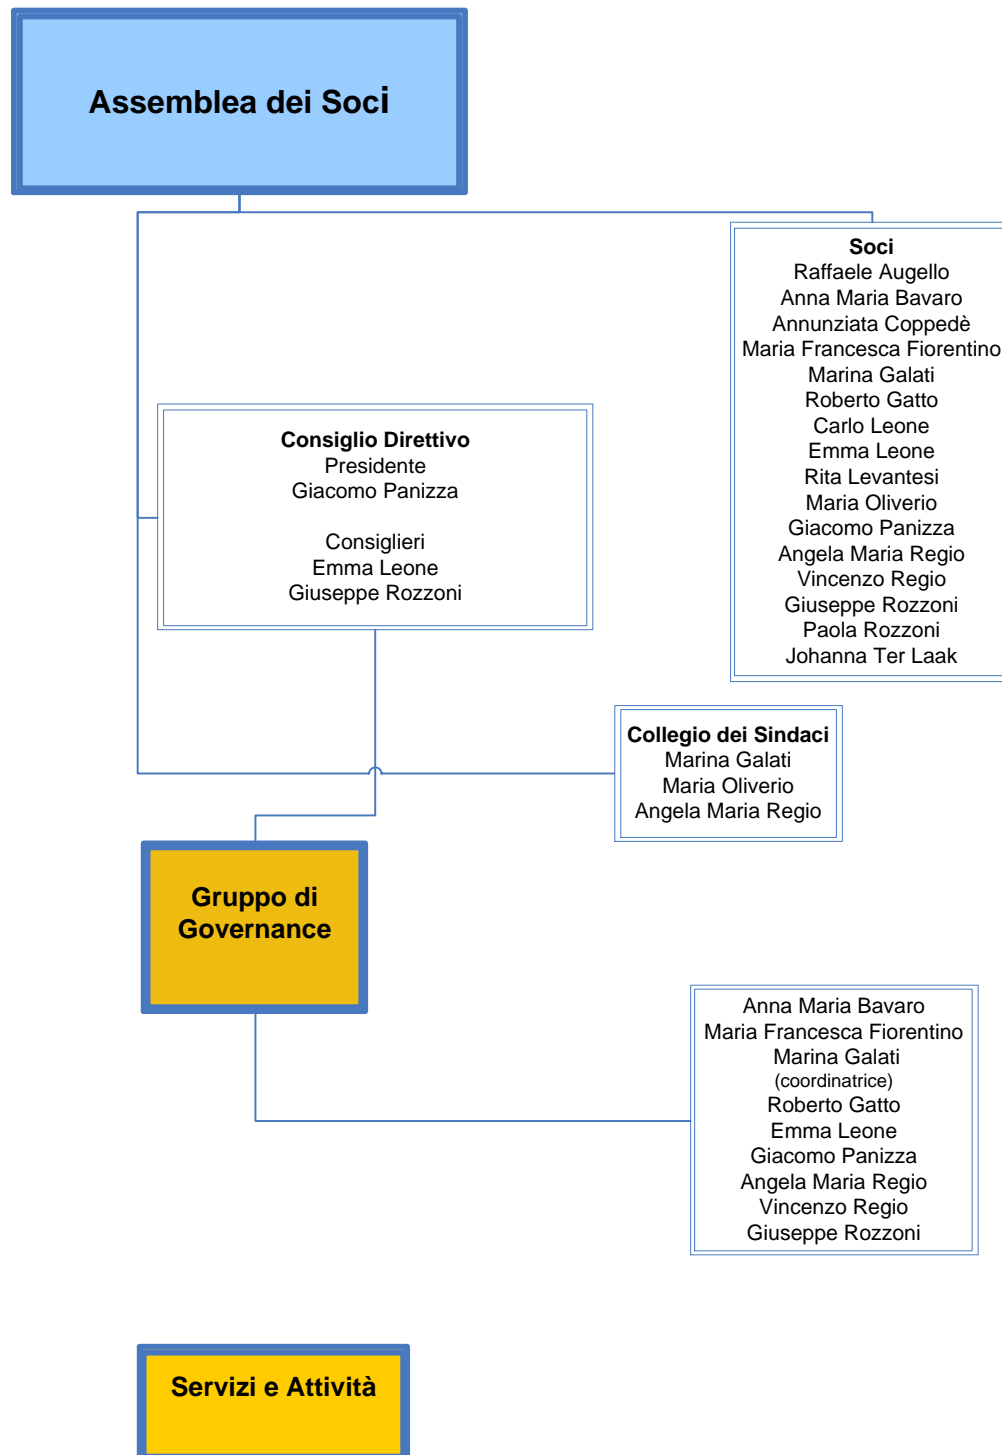 Assemblea dei Soci
Soci
Raffaele Augello
Anna Maria Bavaro
Annunziata Coppedè
Maria Francesca Fiorentino
Marina Galati
Roberto Gatto
Carlo Leone
Emma Leone
Rita Levantesi
Maria Oliverio
Giacomo Panizza
Angela Maria Regio
Vincenzo Regio
Giuseppe Rozzoni
Paola Rozzoni
Johanna Ter Laak
Consiglio Direttivo
Presidente
Giacomo Panizza
Consiglieri
Emma Leone
Giuseppe Rozzoni
Collegio dei Sindaci
Marina Galati
Maria Oliverio
Angela Maria Regio
Gruppo di
Governance
Anna Maria Bavaro
Maria Francesca Fiorentino
Marina Galati
(coordinatrice)
Roberto Gatto
Emma Leone
Giacomo Panizza
Angela Maria Regio
Vincenzo Regio
Giuseppe Rozzoni
Servizi e Attività